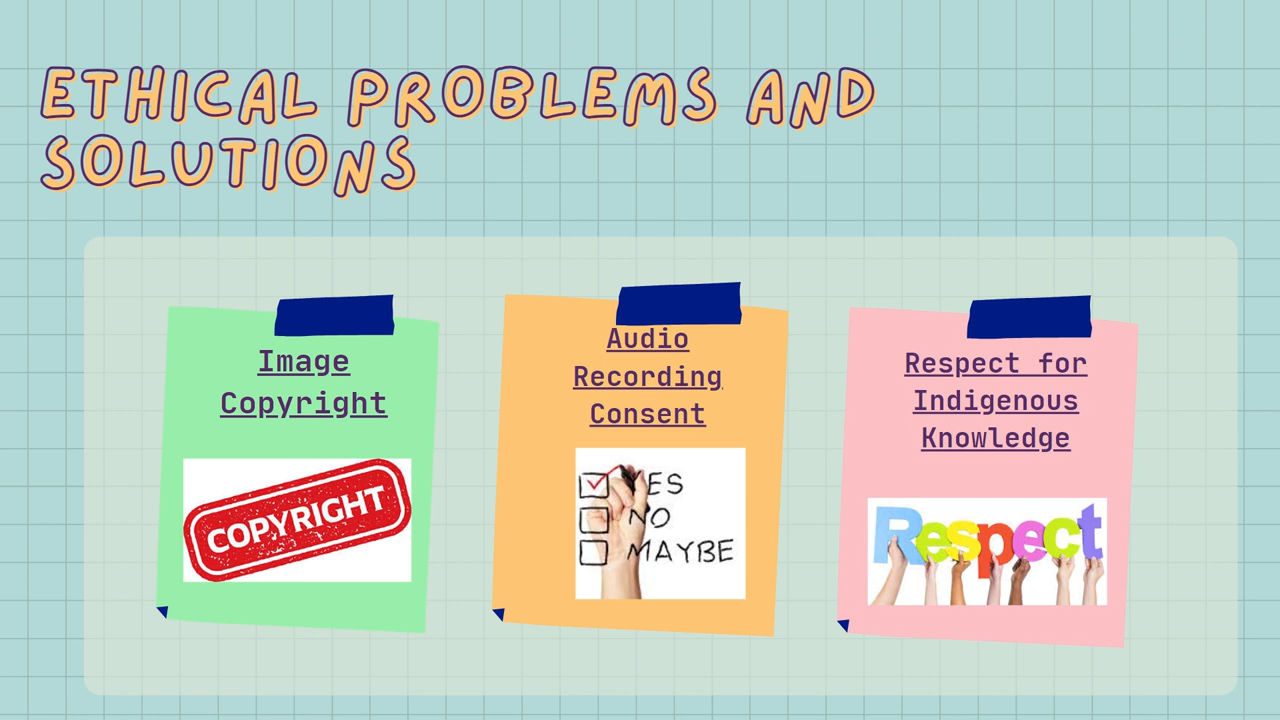 ETHICAL PROBLEMS AND
SOLUTIONS
Image
Copyright
COPYRIGHT
Audio
Recording
Consent
YES
NO
MAYBE
Respect for
Indigenous
Knowledge
Respect